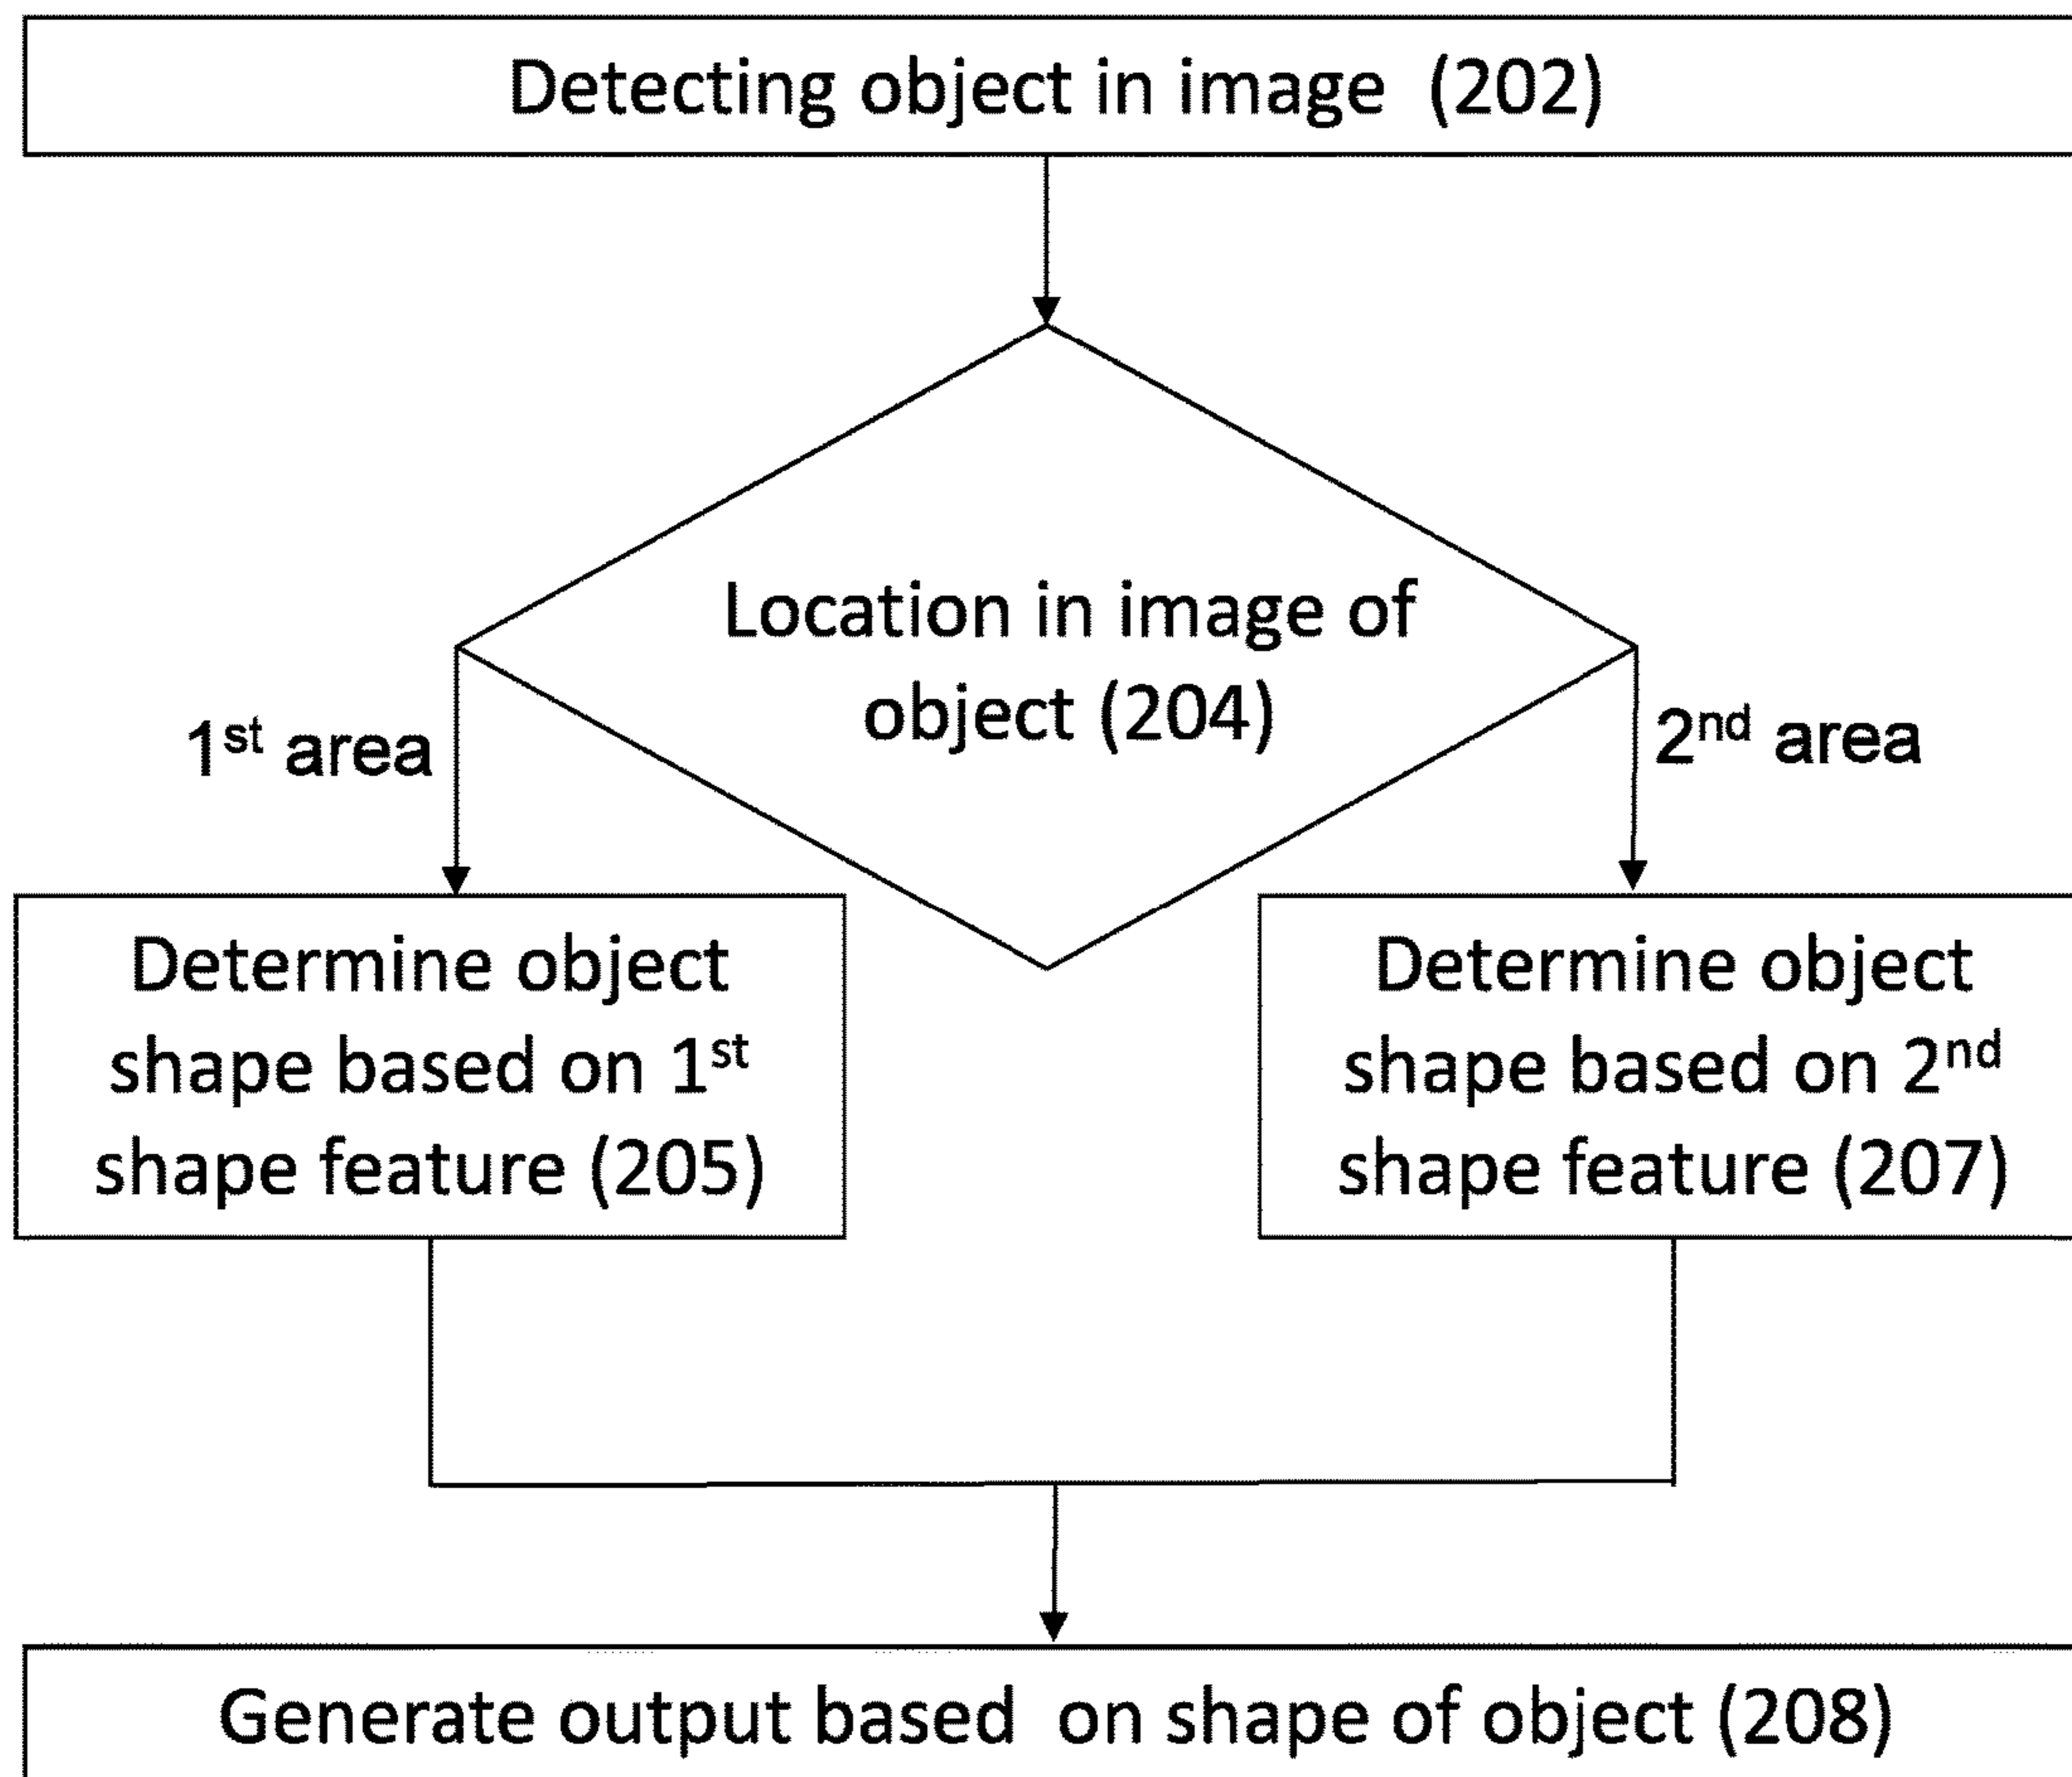 Detecting object in image (202)
Location in image of
object (204)
1st area
2nd area
Determine object
shape based on 1st
shape feature (205)
Determine object
shape based on 2nd
shape feature (207)
Generate output based on shape of object (208)